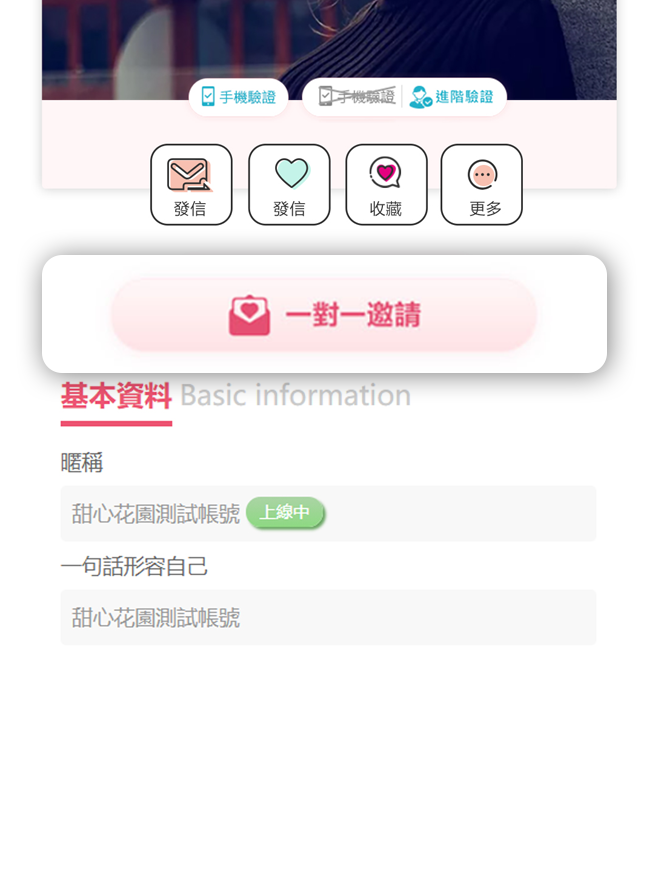 手機驗證 手機驗證 進階驗證
發信 發信 收藏 更多
一對一邀請
基本資料 Basic information
暱稱
甜心花園測試帳號 上線中
一句話形容自己
甜心花園測試帳號